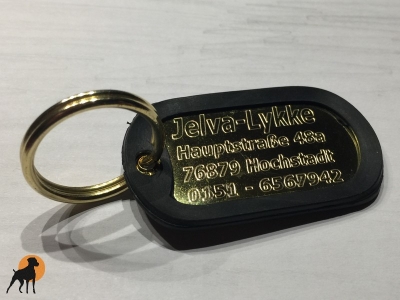 Jelva-Lykke
Hauptstraße 48a
76879 Hochstadt
0151 - 6567942